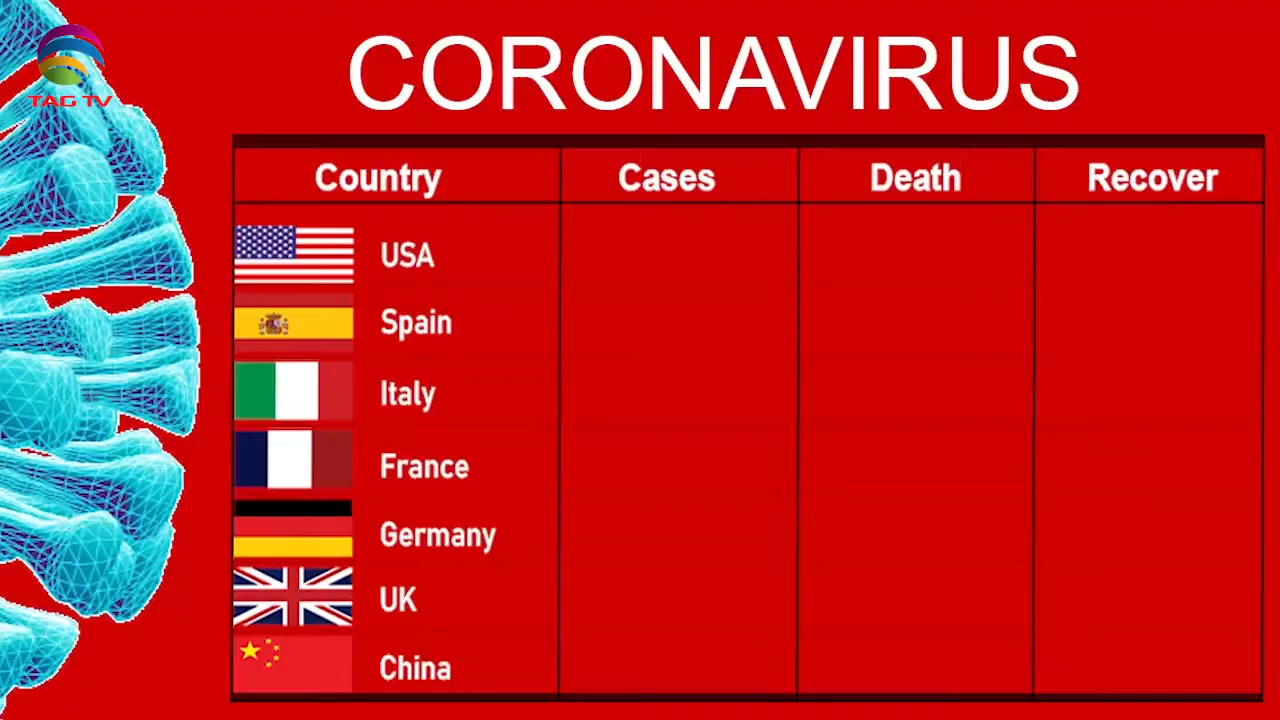 TAG TV
CORONAVIRUS
Country Cases Death Recover
USA
Spain
Italy
France
Germany
UK
China